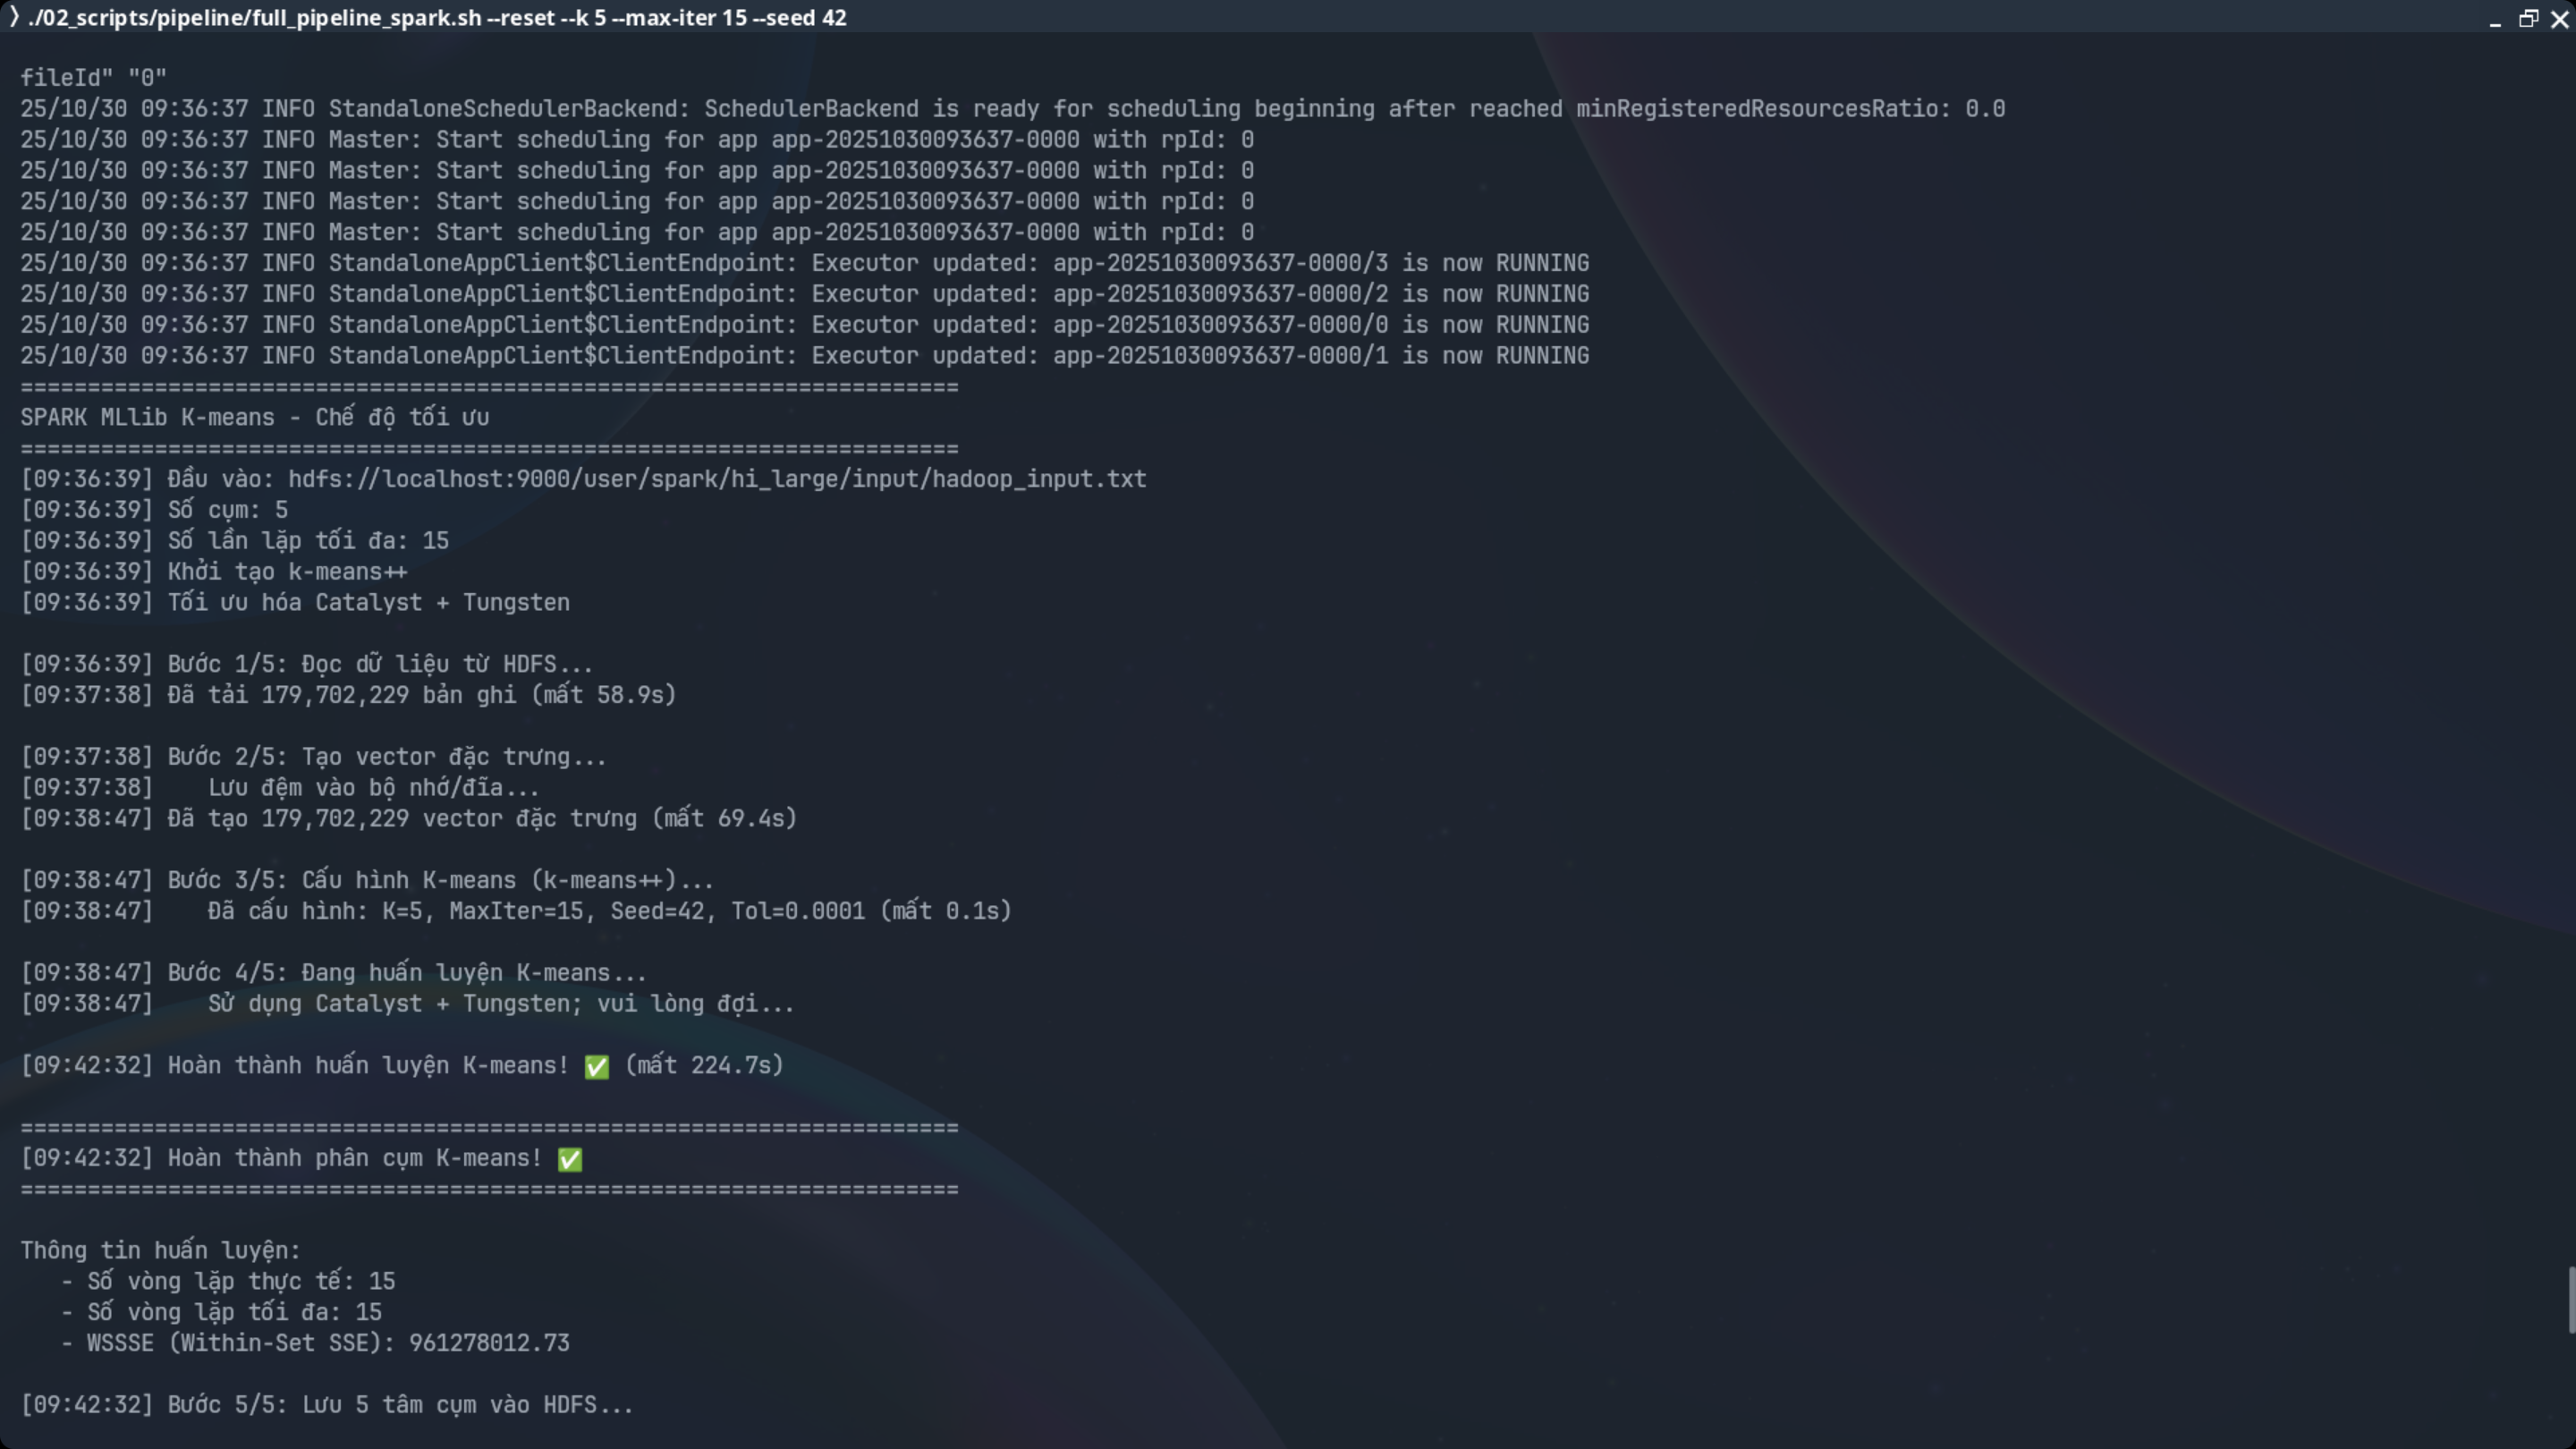 ❯ ./02_scripts/pipeline/full_pipeline_spark.sh --reset --k 5 --max-iter 15 --seed 42
fileId" "0"
25/10/30 09:36:37 INFO StandaloneSchedulerBackend: SchedulerBackend is ready for scheduling beginning after reached minRegisteredResourcesRatio: 0.0
25/10/30 09:36:37 INFO Master: Start scheduling for app app-20251030093637-0000 with rpId: 0
25/10/30 09:36:37 INFO Master: Start scheduling for app app-20251030093637-0000 with rpId: 0
25/10/30 09:36:37 INFO Master: Start scheduling for app app-20251030093637-0000 with rpId: 0
25/10/30 09:36:37 INFO Master: Start scheduling for app app-20251030093637-0000 with rpId: 0
25/10/30 09:36:37 INFO StandaloneAppClient$ClientEndpoint: Executor updated: app-20251030093637-0000/3 is now RUNNING
25/10/30 09:36:37 INFO StandaloneAppClient$ClientEndpoint: Executor updated: app-20251030093637-0000/2 is now RUNNING
25/10/30 09:36:37 INFO StandaloneAppClient$ClientEndpoint: Executor updated: app-20251030093637-0000/0 is now RUNNING
25/10/30 09:36:37 INFO StandaloneAppClient$ClientEndpoint: Executor updated: app-20251030093637-0000/1 is now RUNNING
======================================================================
SPARK MLlib K-means - Chế độ tối ưu
======================================================================
[09:36:39] Đầu vào: hdfs://localhost:9000/user/spark/hi_large/input/hadoop_input.txt
[09:36:39] Số cụm: 5
[09:36:39] Số lần lặp tối đa: 15
[09:36:39] Khởi tạo k-means++
[09:36:39] Tối ưu hóa Catalyst + Tungsten
[09:36:39] Bước 1/5: Đọc dữ liệu từ HDFS...
[09:37:38] Đã tải 179,702,229 bản ghi (mất 58.9s)
[09:37:38] Bước 2/5: Tạo vector đặc trưng...
[09:37:38]    Lưu đệm vào bộ nhớ/đĩa...
[09:38:47] Đã tạo 179,702,229 vector đặc trưng (mất 69.4s)
[09:38:47] Bước 3/5: Cấu hình K-means (k-means++)...
[09:38:47]    Đã cấu hình: K=5, MaxIter=15, Seed=42, Tol=0.0001 (mất 0.1s)
[09:38:47] Bước 4/5: Đang huấn luyện K-means...
[09:38:47]    Sử dụng Catalyst + Tungsten; vui lòng đợi...
[09:42:32] Hoàn thành huấn luyện K-means! ✅ (mất 224.7s)
======================================================================
[09:42:32] Hoàn thành phân cụm K-means! ✅
======================================================================
Thông tin huấn luyện:
   - Số vòng lặp thực tế: 15
   - Số vòng lặp tối đa: 15
   - WSSSE (Within-Set SSE): 961278012.73
[09:42:32] Bước 5/5: Lưu 5 tâm cụm vào HDFS...